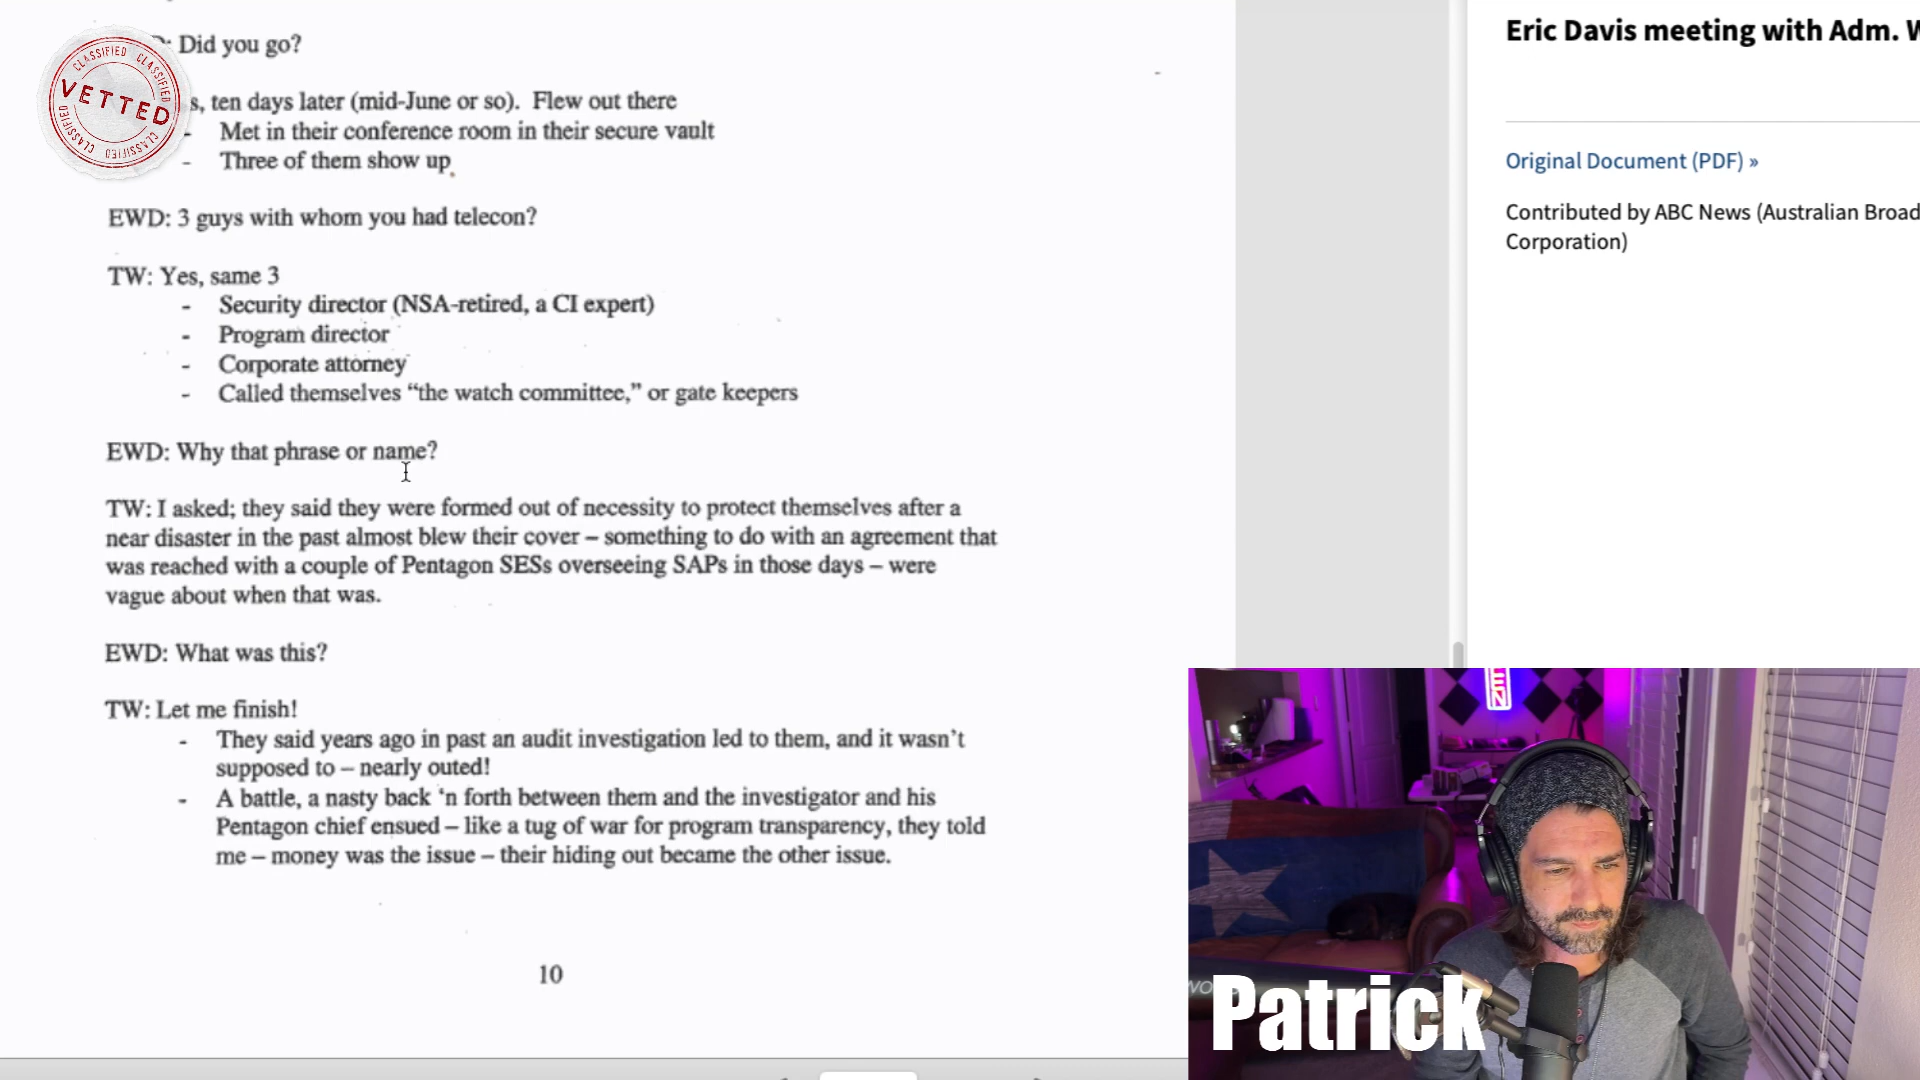 Did you go?
s, ten days later (mid-June or so). Flew out there
- Met in their conference room in their secure vault
- Three of them show up
EWD: 3 guys with whom you had telecon?
TW: Yes, same 3
- Security director (NSA-retired, a CI expert)
- Program director
- Corporate attorney
- Called themselves “the watch committee,” or gate keepers
EWD: Why that phrase or name?
TW: I asked; they said they were formed out of necessity to protect themselves after a
near disaster in the past almost blew their cover – something to do with an agreement that
was reached with a couple of Pentagon SESs overseeing SAPs in those days – were
vague about when that was.
EWD: What was this?
TW: Let me finish!
- They said years ago in past an audit investigation led to them, and it wasn’t
supposed to – nearly outed!
- A battle, a nasty back ‘n forth between them and the investigator and his
Pentagon chief ensued – like a tug of war for program transparency, they told
me – money was the issue – their hiding out became the other issue.
10
CLASSIFIED CLASSIFIED
VETTED
CLASSIFIED CLASSIFIED
Eric Davis meeting with Adm. W
Original Document (PDF) »
Contributed by ABC News (Australian Broad
Corporation)
Patrick